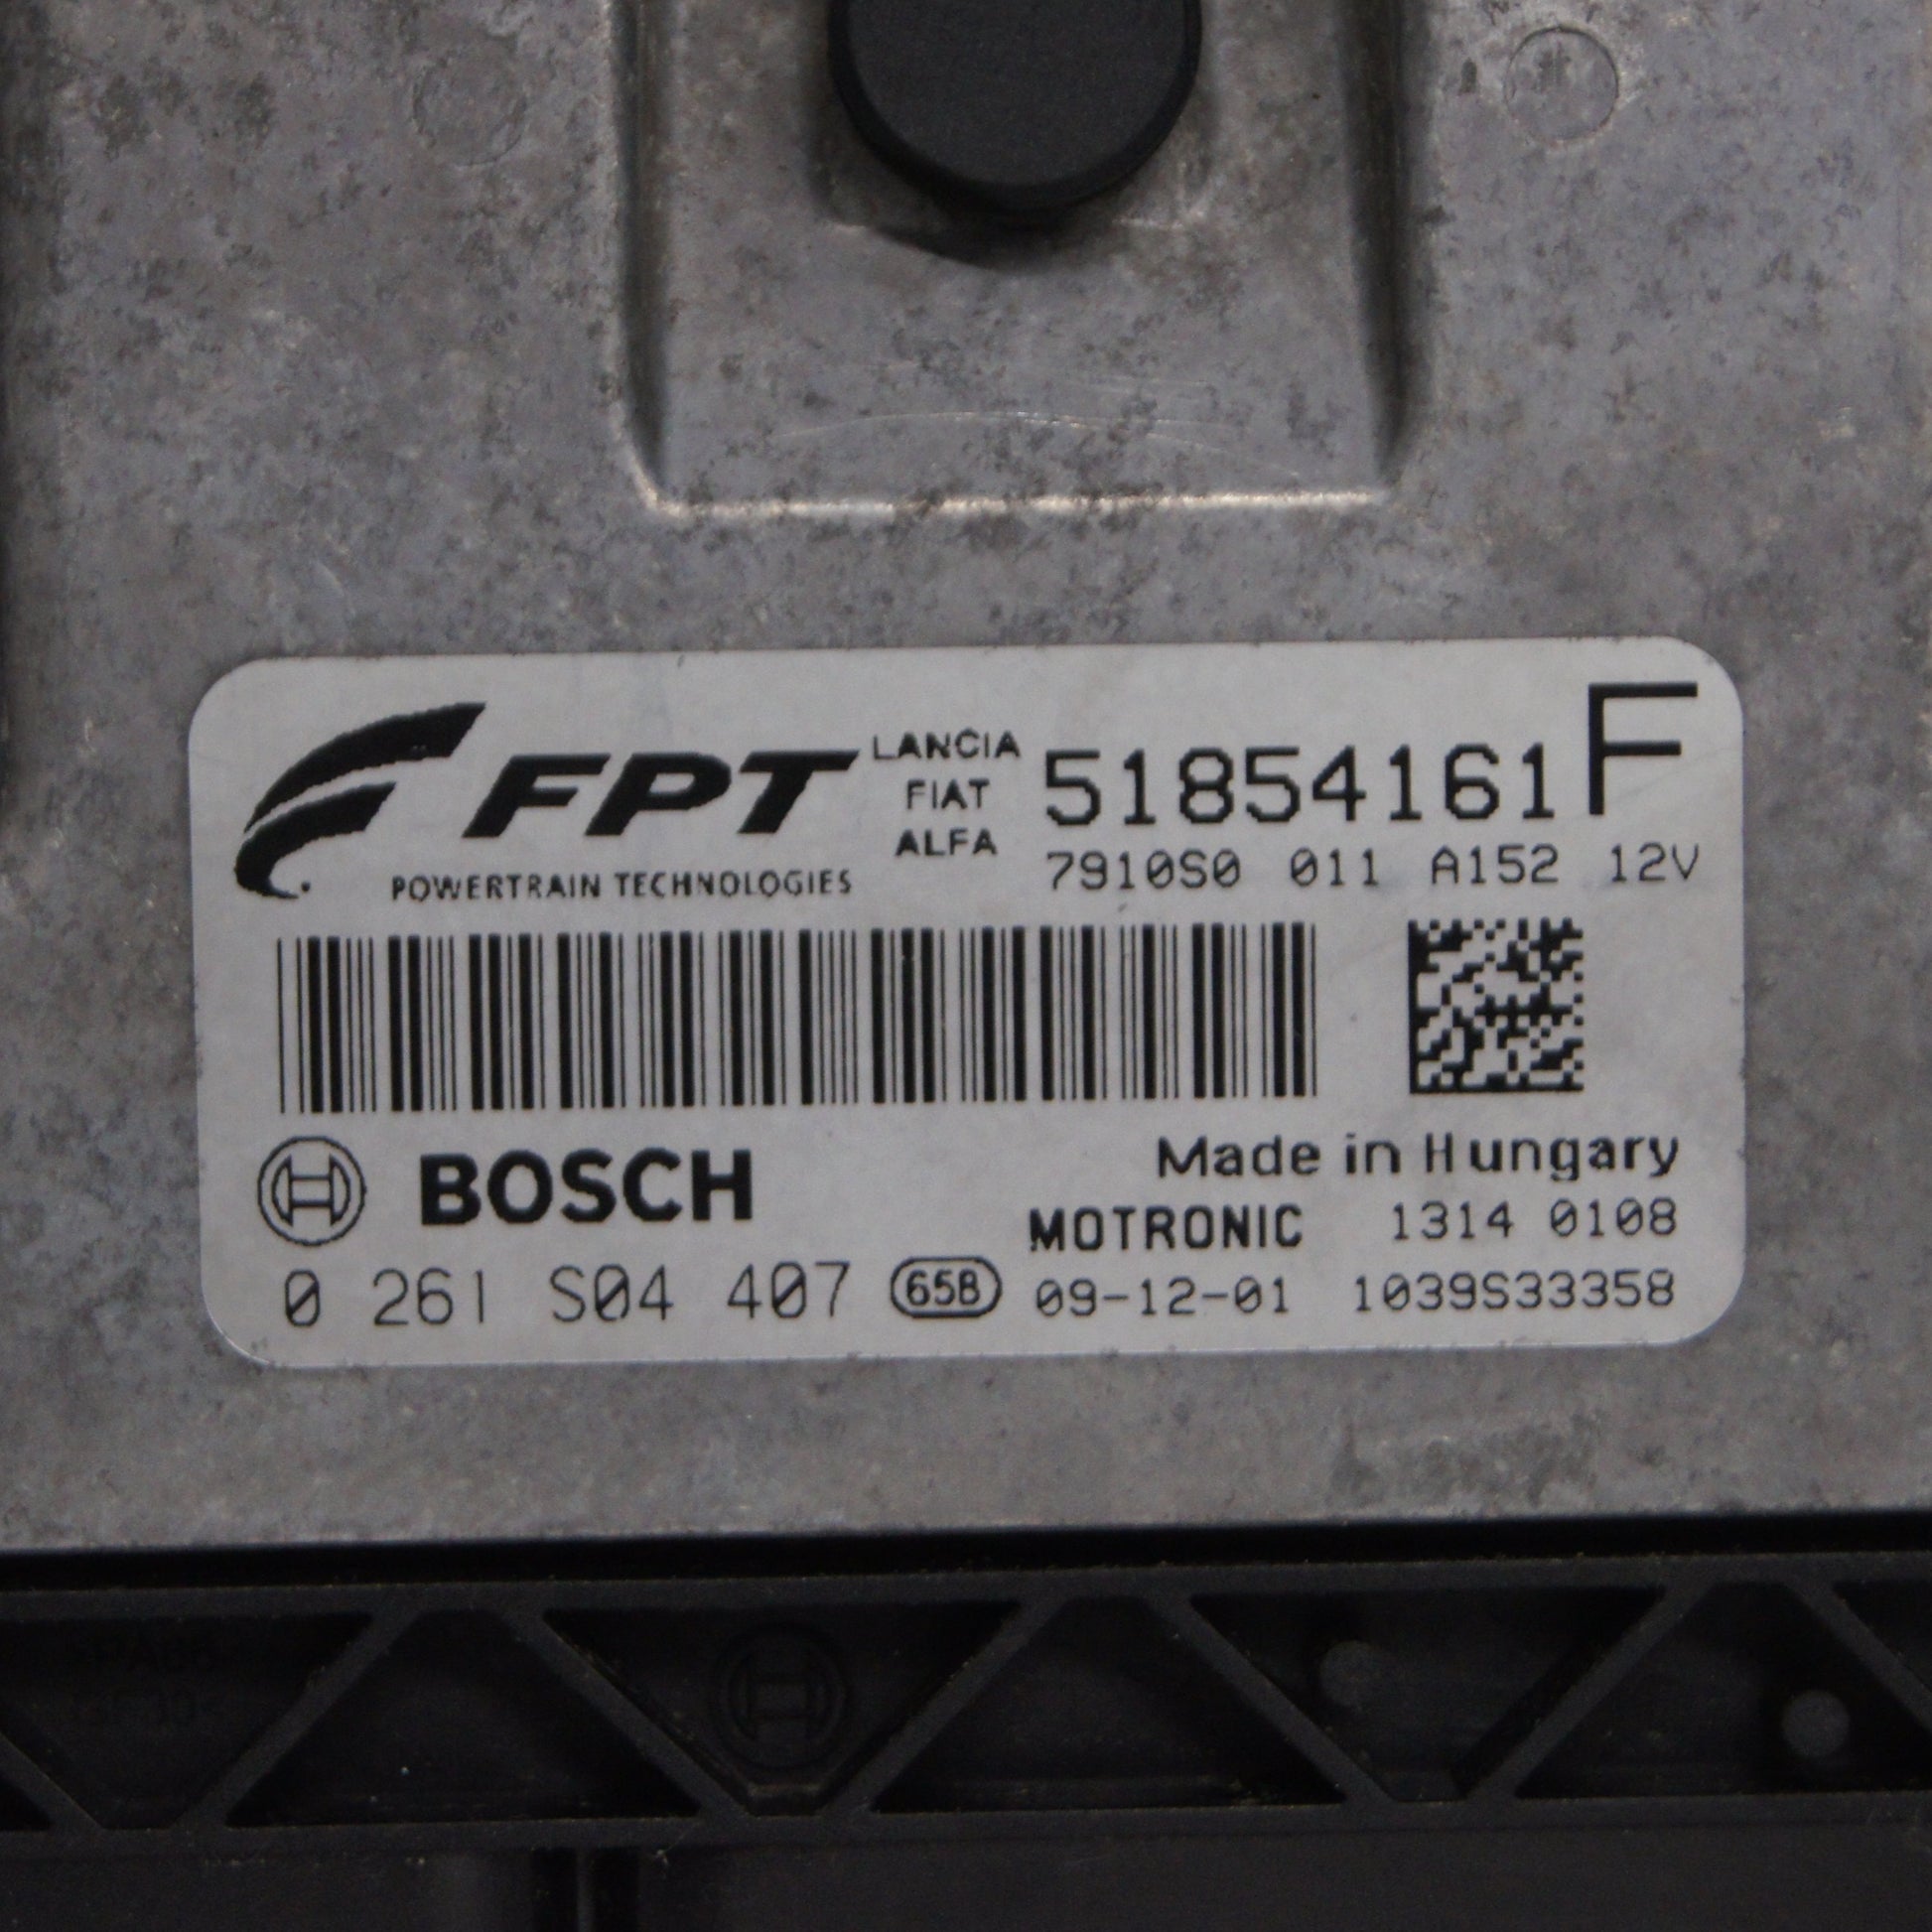 FPT
POWERTRAIN TECHNOLOGIES
LANCIA
FIAT
ALFA
51854161 F
7910S0 011 A152 12V
BOSCH
Made in Hungary
MOTRONIC 1314 0108
0 261 S04 407 65B 09-12-01 1039S33358